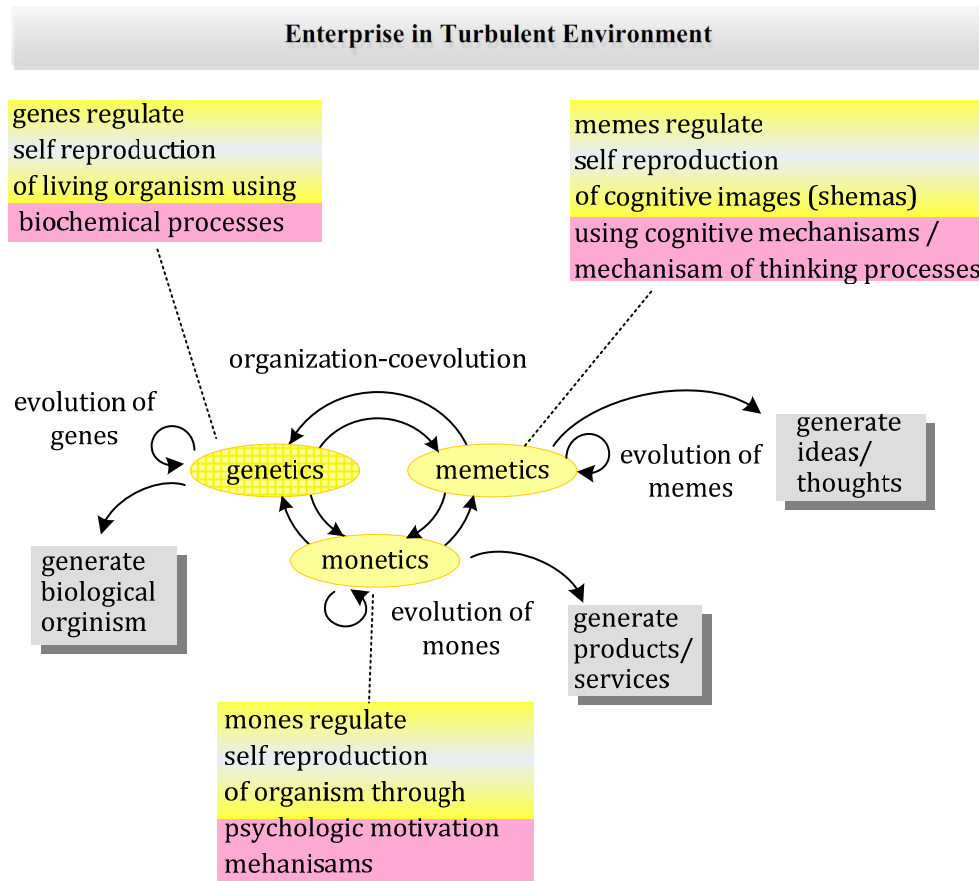 Enterprise in Turbulent Environment
genes regulate
self reproduction
of living organism using
biochemical processes
memes regulate
self reproduction
of cognitive images (shemas)
using cognitive mechanisams /
mechanisam of thinking processes
organization-coevolution
evolution of
genes
genetics
memetics
evolution of
memes
generate
ideas/
thoughts
monetics
generate
biological
orginism
evolution of
mones
generate
products/
services
mones regulate
self reproduction
of organism through
psychologic motivation
mehanisams